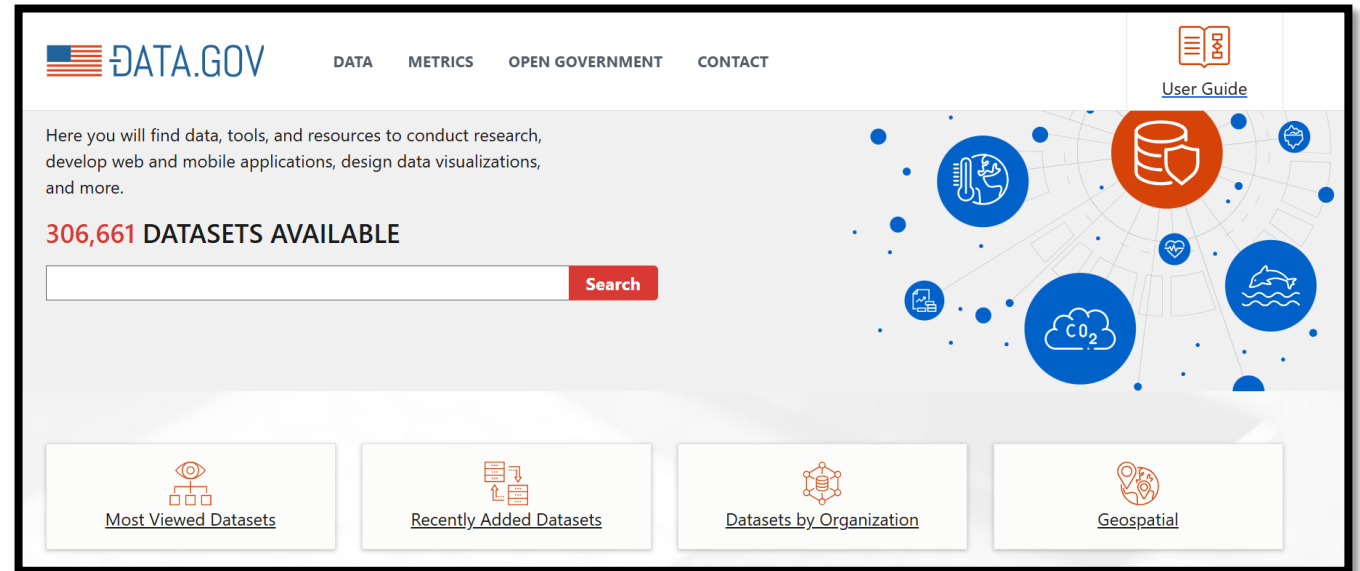 DATA.GOV
DATA METRICS OPEN GOVERNMENT CONTACT
User Guide
Here you will find data, tools, and resources to conduct research,
develop web and mobile applications, design data visualizations,
and more.
306,661 DATASETS AVAILABLE
Search
CO2
Most Viewed Datasets
Recently Added Datasets
Datasets by Organization
Geospatial